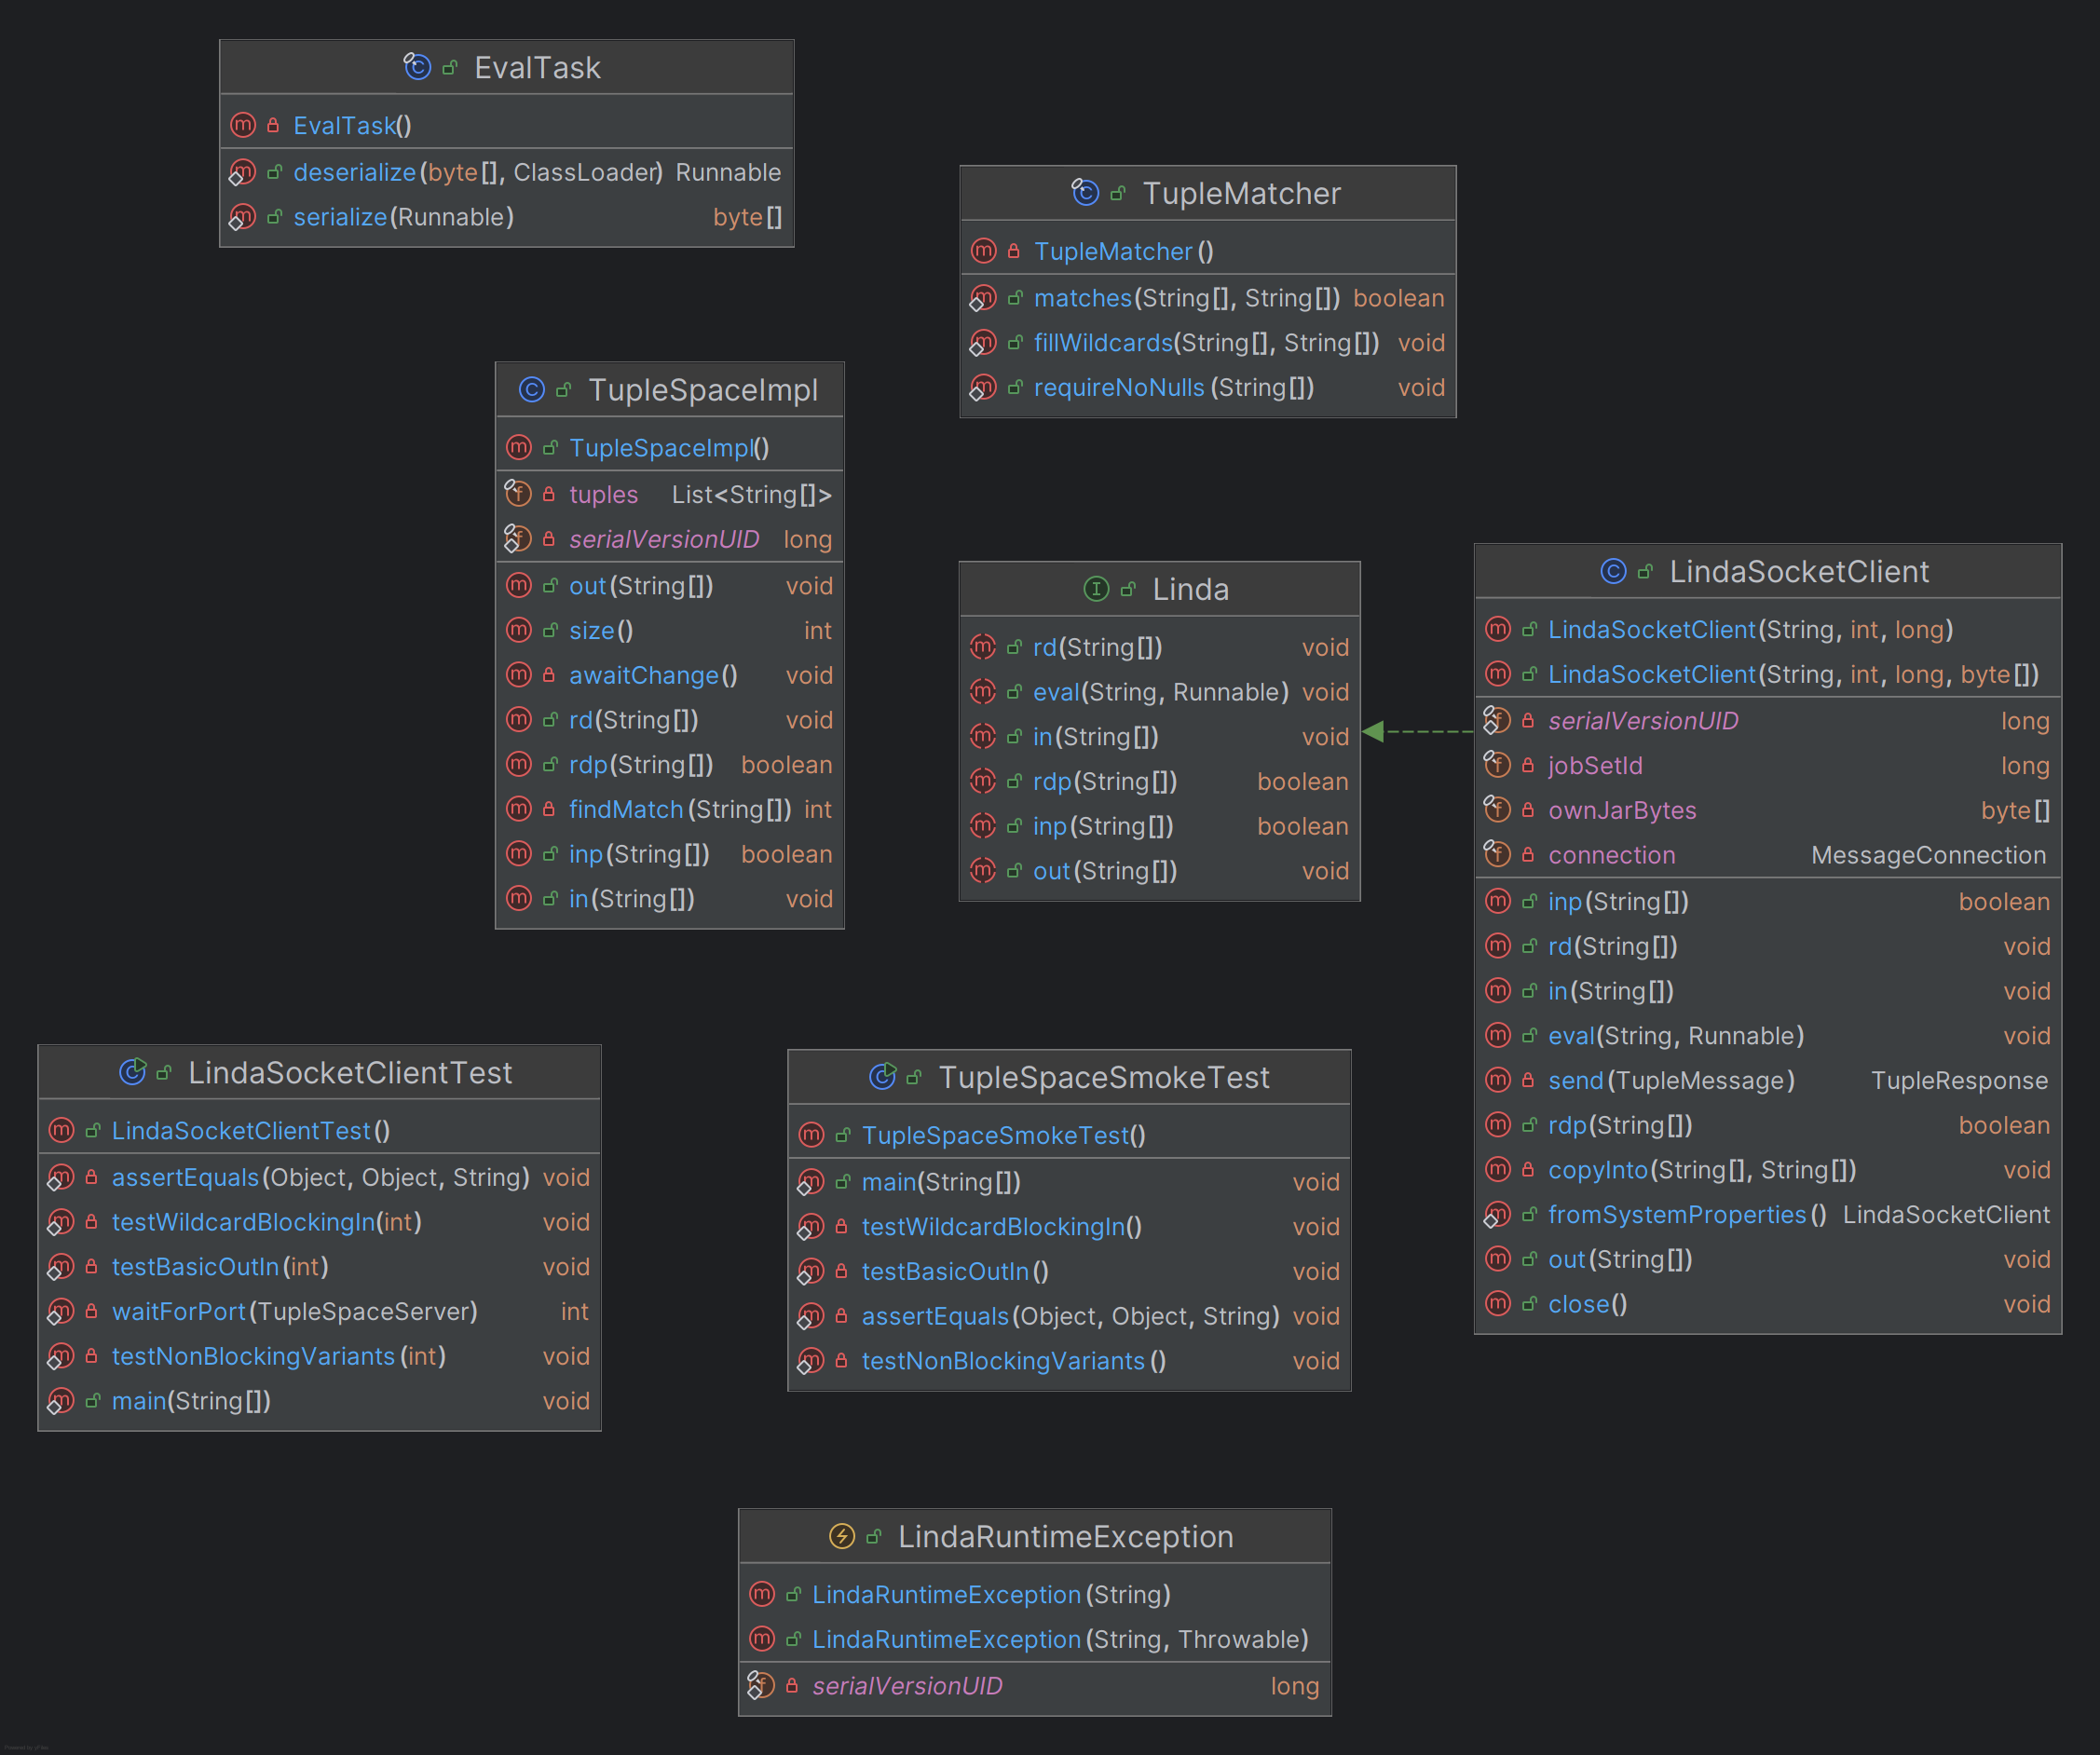 EvalTask
EvalTask()
deserialize(byte[], ClassLoader) Runnable
serialize(Runnable) byte[]
TupleMatcher
TupleMatcher()
matches(String[], String[]) boolean
fillWildcards(String[], String[]) void
requireNoNulls(String[]) void
TupleSpaceImpl
TupleSpaceImpl()
tuples List<String[]>
serialVersionUID long
out(String[]) void
size() int
awaitChange() void
rd(String[]) void
rdp(String[]) boolean
findMatch(String[]) int
inp(String[]) boolean
in(String[]) void
Linda
rd(String[]) void
eval(String, Runnable) void
in(String[]) void
rdp(String[]) boolean
inp(String[]) boolean
out(String[]) void
LindaSocketClient
LindaSocketClient(String, int, long)
LindaSocketClient(String, int, long, byte[])
serialVersionUID long
jobSetId long
ownJarBytes byte[]
connection MessageConnection
inp(String[]) boolean
rd(String[]) void
in(String[]) void
eval(String, Runnable) void
send(TupleMessage) TupleResponse
rdp(String[]) boolean
copyInto(String[], String[]) void
fromSystemProperties() LindaSocketClient
out(String[]) void
close() void
LindaSocketClientTest
LindaSocketClientTest()
assertEquals(Object, Object, String) void
testWildcardBlockingIn(int) void
testBasicOutIn(int) void
waitForPort(TupleSpaceServer) int
testNonBlockingVariants(int) void
main(String[]) void
TupleSpaceSmokeTest
TupleSpaceSmokeTest()
main(String[]) void
testWildcardBlockingIn() void
testBasicOutIn() void
assertEquals(Object, Object, String) void
testNonBlockingVariants() void
LindaRuntimeException
LindaRuntimeException(String)
LindaRuntimeException(String, Throwable)
serialVersionUID long
Powered by yFiles